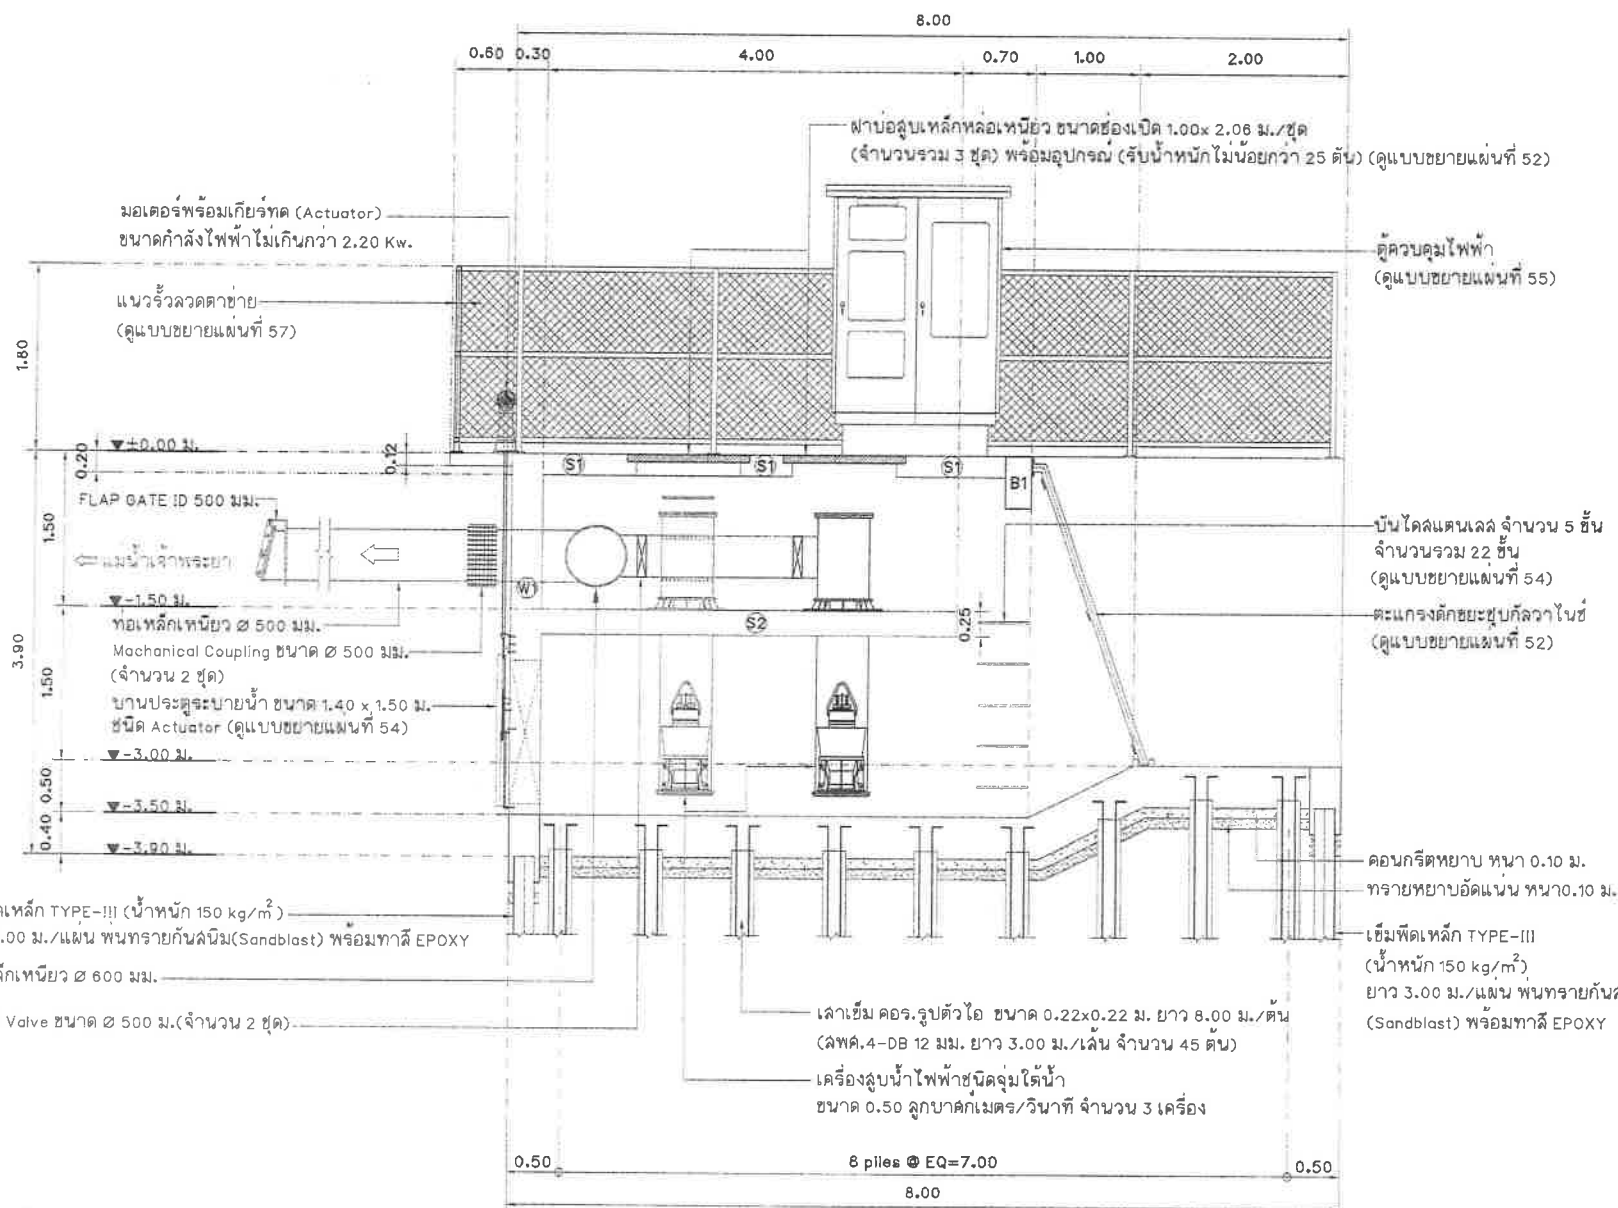 8.00
0.60 0.30 4.00 0.70 1.00 2.00
ฝาบ่อสูบเหล็กหล่อเหนียว ขนาดช่องเปิด 1.00x 2.06 ม./ชุด
(จำนวนรวม 3 ชุด) พร้อมอุปกรณ์ (รับน้ำหนักไม่น้อยกว่า 25 ตัน) (ดูแบบขยายแผ่นที่ 52)
มอเตอร์พร้อมเกียร์ทด (Actuator)
ขนาดกำลังไฟฟ้าไม่เกินกว่า 2.20 Kw.
ตู้ควบคุมไฟฟ้า
(ดูแบบขยายแผ่นที่ 55)
แนวรั้วลวดตาข่าย
(ดูแบบขยายแผ่นที่ 57)
1.80
±0.00 ม.
0.20
0.12
S1 S1 S1
B1
FLAP GATE ID 500 มม.
1.50
แม่น้ำเจ้าพระยา
บันไดสแตนเลส จำนวน 5 ขั้น
จำนวนรวม 22 ขั้น
(ดูแบบขยายแผ่นที่ 54)
W1
-1.50 ม.
S2
0.25
ท่อเหล็กเหนียว Ø 500 มม.
ตะแกรงดักขยะชุบกัลวาไนซ์
(ดูแบบขยายแผ่นที่ 52)
3.90
Machanical Coupling ขนาด Ø 500 มม.
(จำนวน 2 ชุด)
1.50
บานประตูระบายน้ำ ขนาด 1.40 x 1.50 ม.
ชนิด Actuator (ดูแบบขยายแผ่นที่ 54)
-3.00 ม.
0.50
-3.50 ม.
0.40
-3.90 ม.
คอนกรีตหยาบ หนา 0.10 ม.
ทรายหยาบอัดแน่น หนา0.10 ม.
เหล็ก TYPE-III (น้ำหนัก 150 kg/m²)
.00 ม./แผ่น พ่นทรายกันสนิม(Sandblast) พร้อมทาสี EPOXY
เข็มพืดเหล็ก TYPE-III
(น้ำหนัก 150 kg/m²)
ยาว 3.00 ม./แผ่น พ่นทรายกัน
(Sandblast) พร้อมทาสี EPOXY
ล็กเหนียว Ø 600 มม.
Valve ขนาด Ø 500 ม.(จำนวน 2 ชุด)
เสาเข็ม คอร.รูปตัวไอ ขนาด 0.22x0.22 ม. ยาว 8.00 ม./ต้น
(สพค.4-DB 12 มม. ยาว 3.00 ม./เส้น จำนวน 45 ต้น)
เครื่องสูบน้ำไฟฟ้าชนิดจุ่มใต้น้ำ
ขนาด 0.50 ลูกบาศก์เมตร/วินาที จำนวน 3 เครื่อง
0.50 8 piles @ EQ=7.00 0.50
8.00